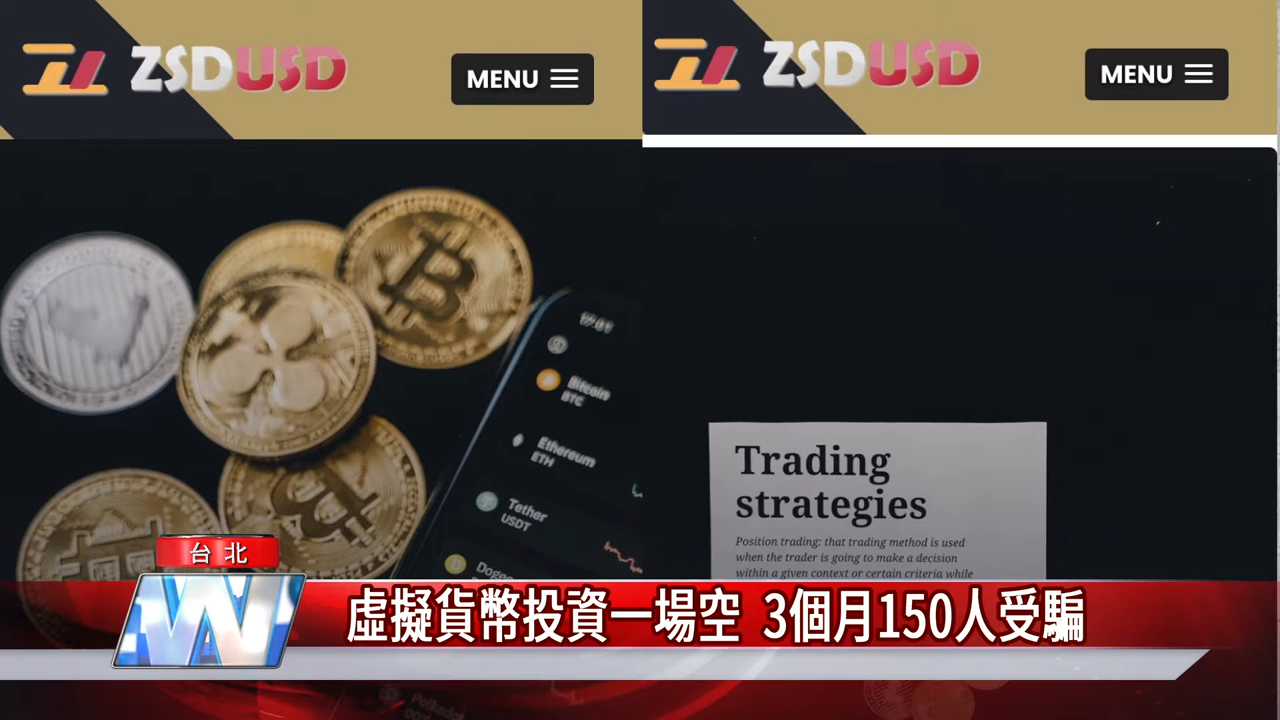 ZSDUSD
MENU
ZSDUSD
MENU
Bitcoin
BTC
Ethereum
ETH
Tether
USDT
Doge
Trading
strategies
Position trading: that trading method is used
when the trader is going to make a decision
within a given context or certain criteria while
台北
虛擬貨幣投資一場空 3個月150人受騙